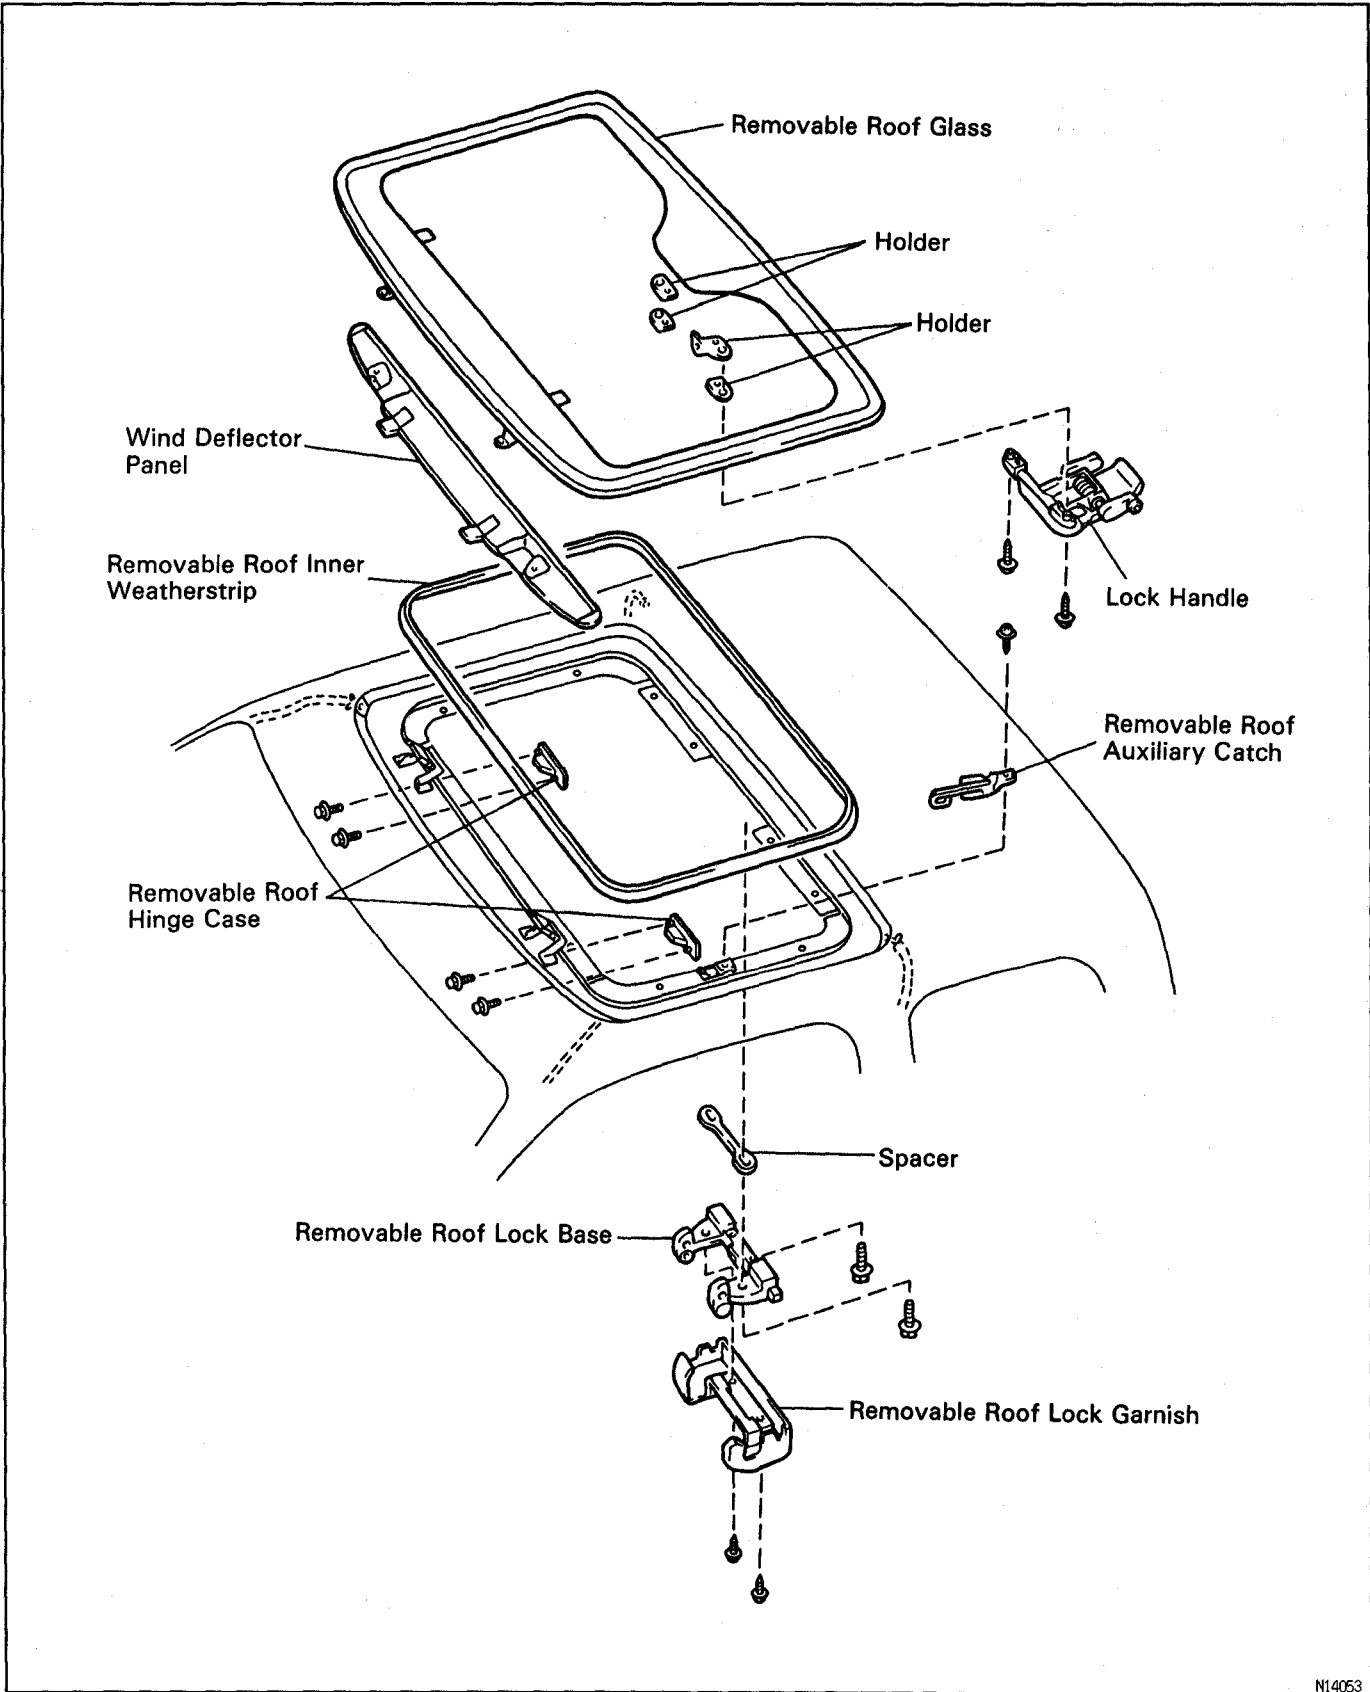 Removable Roof Glass
Holder
Holder
Wind Deflector
Panel
Removable Roof Inner
Weatherstrip
Lock Handle
Removable Roof
Auxiliary Catch
Removable Roof
Hinge Case
Spacer
Removable Roof Lock Base
Removable Roof Lock Garnish
N14053